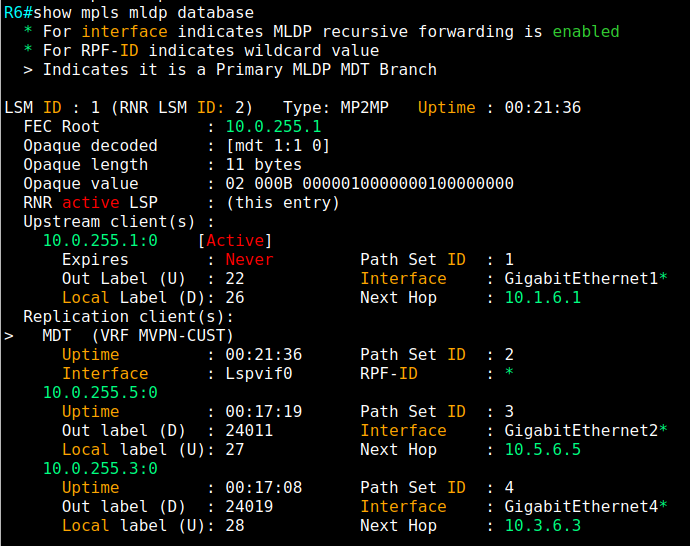 R6#show mpls mldp database
  * For interface indicates MLDP recursive forwarding is enabled
  * For RPF-ID indicates wildcard value
  > Indicates it is a Primary MLDP MDT Branch

LSM ID : 1 (RNR LSM ID: 2)   Type: MP2MP   Uptime : 00:21:36
  FEC Root           : 10.0.255.1
  Opaque decoded     : [mdt 1:1 0]
  Opaque length      : 11 bytes
  Opaque value       : 02 000B 0000010000000100000000
  RNR active LSP     : (this entry)
  Upstream client(s) :
    10.0.255.1:0    [Active]
      Expires        : Never         Path Set ID  : 1
      Out Label (U)  : 22            Interface    : GigabitEthernet1*
      Local Label (D): 26            Next Hop     : 10.1.6.1
  Replication client(s):
>   MDT  (VRF MVPN-CUST)
      Uptime         : 00:21:36      Path Set ID  : 2
      Interface      : Lspvif0       RPF-ID       : *
    10.0.255.5:0
      Uptime         : 00:17:19      Path Set ID  : 3
      Out label (D)  : 24011         Interface    : GigabitEthernet2*
      Local label (U): 27            Next Hop     : 10.5.6.5
    10.0.255.3:0
      Uptime         : 00:17:08      Path Set ID  : 4
      Out label (D)  : 24019         Interface    : GigabitEthernet4*
      Local label (U): 28            Next Hop     : 10.3.6.3